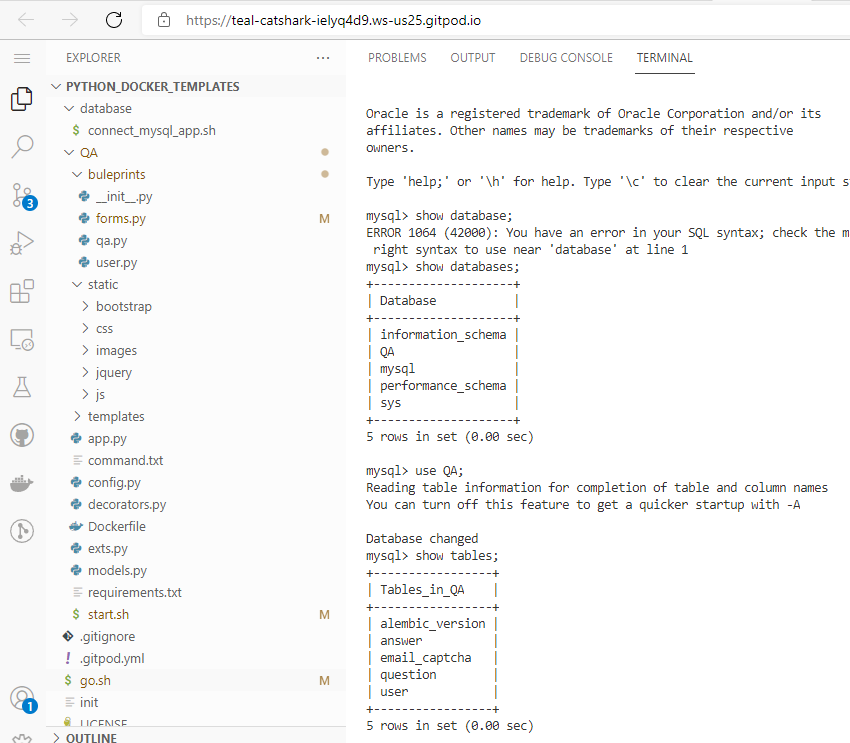 https://teal-catshark-ielyq4d9.ws-us25.gitpod.io
EXPLORER
PYTHON_DOCKER_TEMPLATES
database
$ connect_mysql_app.sh
QA
buleprints
__init__.py
forms.py M
qa.py
user.py
static
bootstrap
css
images
jquery
js
templates
app.py
command.txt
config.py
decorators.py
Dockerfile
exts.py
models.py
requirements.txt
$ start.sh M
.gitignore
! .gitpod.yml
$ go.sh M
init
LICENSE
OUTLINE
3
1
PROBLEMS OUTPUT DEBUG CONSOLE TERMINAL
Oracle is a registered trademark of Oracle Corporation and/or its
affiliates. Other names may be trademarks of their respective
owners.
Type 'help;' or '\h' for help. Type '\c' to clear the current input s
mysql> show database;
ERROR 1064 (42000): You have an error in your SQL syntax; check the m
right syntax to use near 'database' at line 1
mysql> show databases;
+--------------------+
| Database           |
+--------------------+
| information_schema |
| QA                 |
| mysql              |
| performance_schema |
| sys                |
+--------------------+
5 rows in set (0.00 sec)
mysql> use QA;
Reading table information for completion of table and column names
You can turn off this feature to get a quicker startup with -A
Database changed
mysql> show tables;
+-----------------+
| Tables_in_QA    |
+-----------------+
| alembic_version |
| answer          |
| email_captcha   |
| question        |
| user            |
+-----------------+
5 rows in set (0.00 sec)